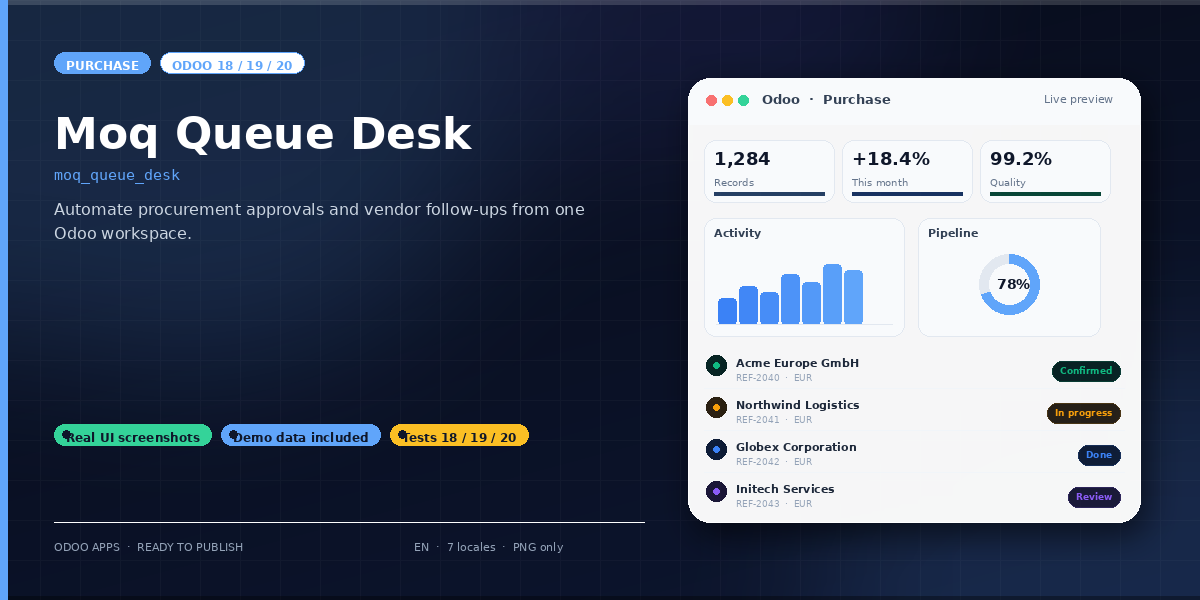 PURCHASE
ODOO 18 / 19 / 20
Moq Queue Desk
moq_queue_desk
Automate procurement approvals and vendor follow-ups from one
Odoo workspace.
Real UI screenshots
Demo data included
Tests 18 / 19 / 20
ODOO APPS · READY TO PUBLISH
EN · 7 locales · PNG only
Odoo · Purchase
Live preview
1,284
Records
+18.4%
This month
99.2%
Quality
Activity
Pipeline
78%
Acme Europe GmbH
REF-2040 · EUR
Confirmed
Northwind Logistics
REF-2041 · EUR
In progress
Globex Corporation
REF-2042 · EUR
Done
Initech Services
REF-2043 · EUR
Review